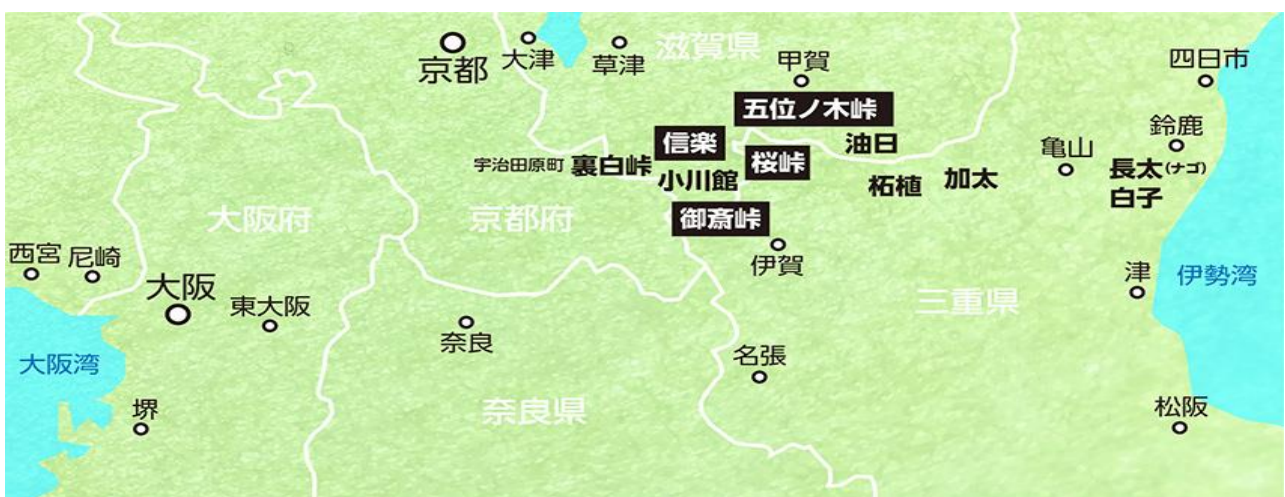 京都
大津
草津
滋賀県
甲賀
四日市
五位ノ木峠
鈴鹿
信楽
油日
宇治田原町
裏白峠
桜峠
亀山
長太(ナゴ)
小川館
柘植
加太
白子
大阪府
京都府
御斎峠
西宮
尼崎
伊賀
大阪
東大阪
三重県
津
伊勢湾
奈良
大阪湾
名張
堺
奈良県
松阪